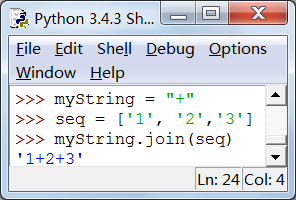 Python 3.4.3 Sh...
File Edit Shell Debug Options
Window Help
>>> myString = "+"
>>> seq = ['1', '2','3']
>>> myString.join(seq)
'1+2+3'
Ln: 24 Col: 4